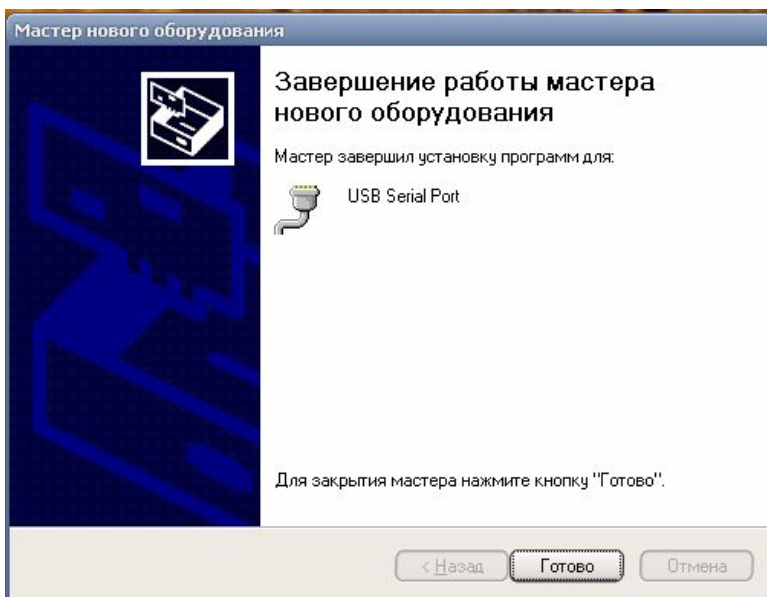 Мастер нового оборудования
Завершение работы мастера
нового оборудования
Мастер завершил установку программ для:
USB Serial Port
Для закрытия мастера нажмите кнопку "Готово".
< Назад Готово Отмена